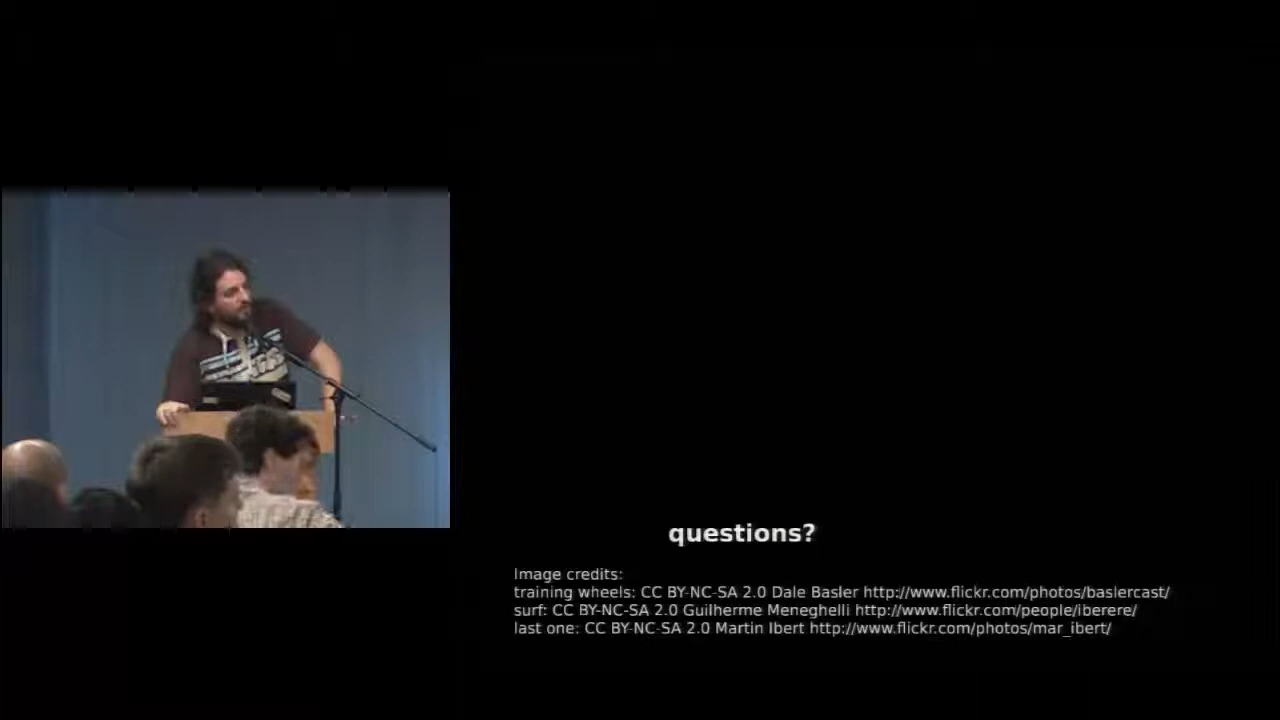 questions?
Image credits:
training wheels: CC BY-NC-SA 2.0 Dale Basler http://www.flickr.com/photos/baslercast/
surf: CC BY-NC-SA 2.0 Guilherme Meneghelli http://www.flickr.com/people/iberere/
last one: CC BY-NC-SA 2.0 Martin Ibert http://www.flickr.com/photos/mar_ibert/